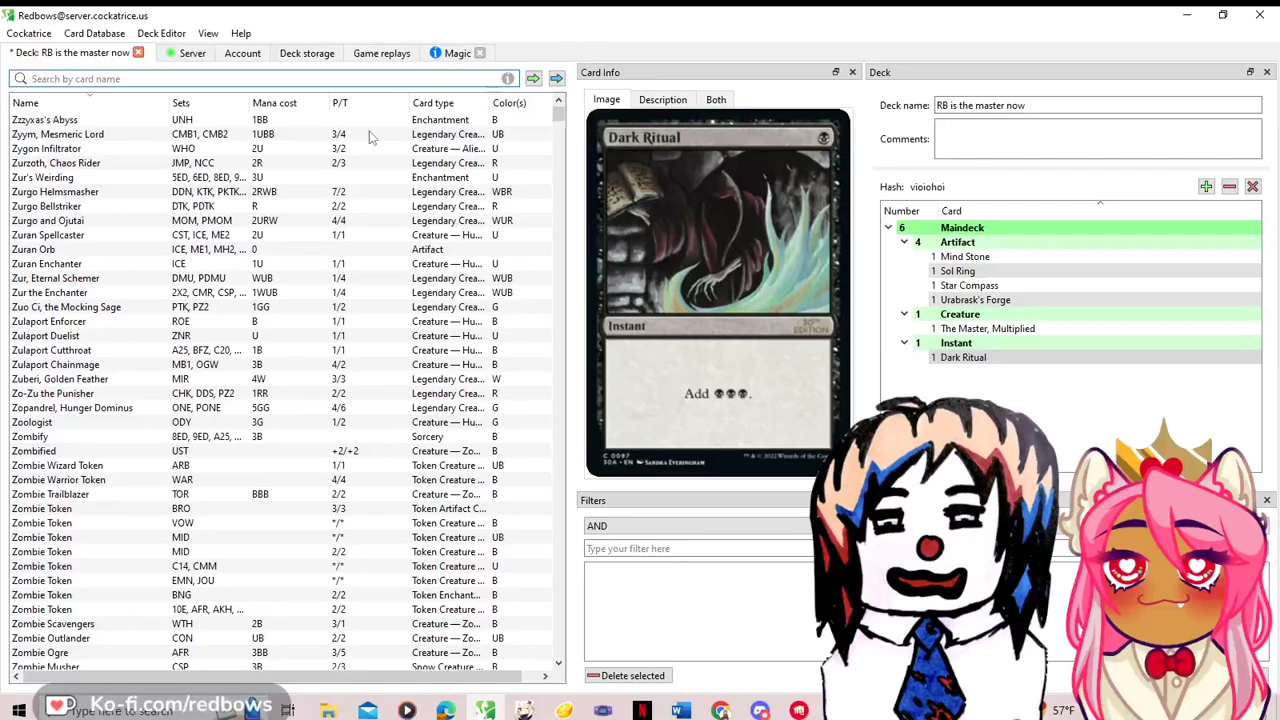 Redbows@server.cockatrice.us
Cockatrice Card Database Deck Editor View Help
* Deck: RB is the master now Server Account Deck storage Game replays Magic
Search by card name
Name Sets Mana cost P/T Card type Color(s)
Zzzyxas's Abyss UNH 1BB Enchantment B
Zyym, Mesmeric Lord CMB1, CMB2 1UBB 3/4 Legendary Crea... UB
Zygon Infiltrator WHO 2U 3/2 Creature — Alie... U
Zurzoth, Chaos Rider JMP, NCC 2R 2/3 Legendary Crea... R
Zur's Weirding 5ED, 6ED, 8ED, 9... 3U Enchantment U
Zurgo Helmsmasher DDN, KTK, PKTK... 2RWB 7/2 Legendary Crea... WBR
Zurgo Bellstriker DTK, PDTK R 2/2 Legendary Crea... R
Zurgo and Ojutai MOM, PMOM 2URW 4/4 Legendary Crea... WUR
Zuran Spellcaster CST, ICE, ME2 2U 1/1 Creature — Hu... U
Zuran Orb ICE, ME1, MH2, ... 0 Artifact
Zuran Enchanter ICE 1U 1/1 Creature — Hu... U
Zur, Eternal Schemer DMU, PDMU WUB 1/4 Legendary Crea... WUB
Zur the Enchanter 2X2, CMR, CSP, ... 1WUB 1/4 Legendary Crea... WUB
Zuo Ci, the Mocking Sage PTK, PZ2 1GG 1/2 Legendary Crea... G
Zulaport Enforcer ROE B 1/1 Creature — Hu... B
Zulaport Duelist ZNR U 1/1 Creature — Hu... U
Zulaport Cutthroat A25, BFZ, C20, ... 1B 1/1 Creature — Hu... B
Zulaport Chainmage MB1, OGW 3B 4/2 Creature — Hu... B
Zuberi, Golden Feather MIR 4W 3/3 Legendary Crea... W
Zo-Zu the Punisher CHK, DDS, PZ2 1RR 2/2 Legendary Crea... R
Zopandrel, Hunger Dominus ONE, PONE 5GG 4/6 Legendary Crea... G
Zoologist ODY 3G 1/2 Creature — Hu... G
Zombify 8ED, 9ED, A25, ... 3B Sorcery B
Zombified UST +2/+2 Creature — Zo... B
Zombie Wizard Token ARB 1/1 Token Creature ... UB
Zombie Warrior Token WAR 4/4 Token Creature ... B
Zombie Trailblazer TOR BBB 2/2 Creature — Zo... B
Zombie Token BRO 3/3 Token Artifact C...
Zombie Token VOW */* Token Creature ... B
Zombie Token MID */* Token Creature ... UB
Zombie Token MID 2/2 Token Creature ... B
Zombie Token C14, CMM */* Token Creature ... U
Zombie Token EMN, JOU */* Token Creature ... B
Zombie Token BNG 2/2 Token Enchant... B
Zombie Token 10E, AFR, AKH, ... 2/2 Token Creature ... B
Zombie Scavengers WTH 2B 3/1 Creature — Zo... B
Zombie Outlander CON UB 2/2 Creature — Zo... UB
Zombie Ogre AFR 3BB 3/5 Creature — Zo... B
Zombie Musher CSP 3B 2/3 Snow Creature ... B
Card Info
Image Description Both
Dark Ritual
Instant
30TH EDITION
Add
C 0097
30A • EN SANDRA EVERINGHAM
Filters
AND
Type your filter here
Delete selected
Deck
Deck name: RB is the master now
Comments:
Hash: vioiohoi
Number Card
6 Maindeck
4 Artifact
1 Mind Stone
1 Sol Ring
1 Star Compass
1 Urabrask's Forge
1 Creature
1 The Master, Multiplied
1 Instant
1 Dark Ritual
Ko-fi.com/redbows
Type here to search
57°F